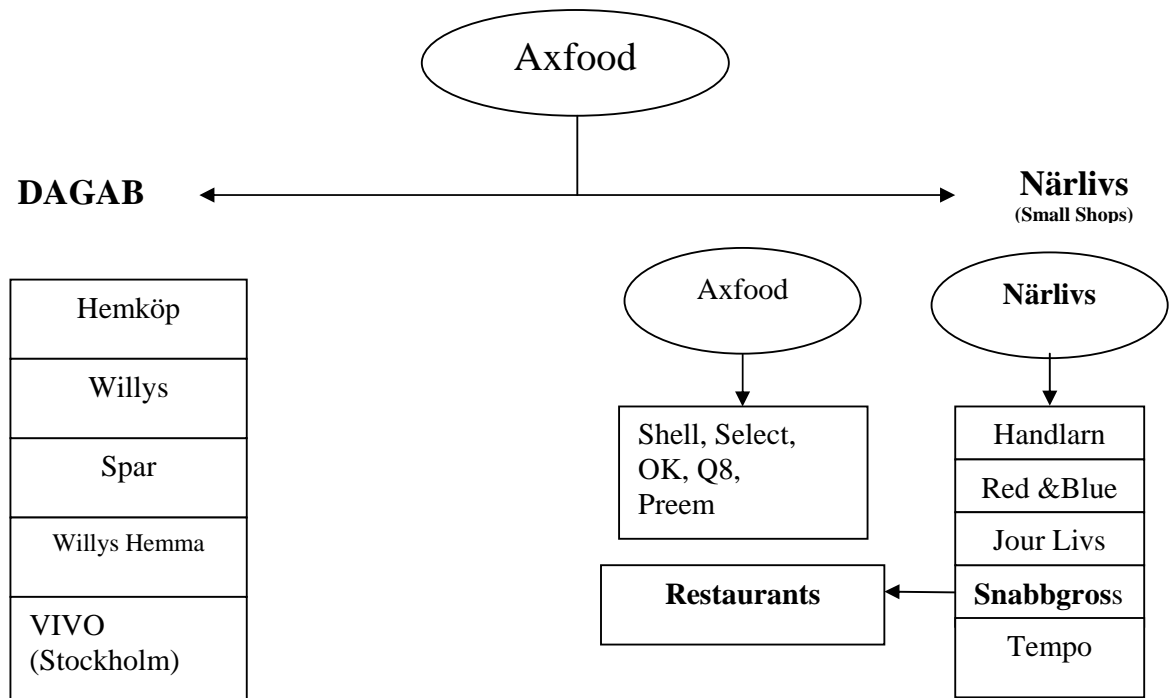 Axfood
DAGAB
Närlivs
(Small Shops)
Hemköp
Willys
Spar
Willys Hemma
VIVO
(Stockholm)
Axfood
Shell, Select,
OK, Q8,
Preem
Restaurants
Närlivs
Handlarn
Red &Blue
Jour Livs
Snabbgross
Tempo